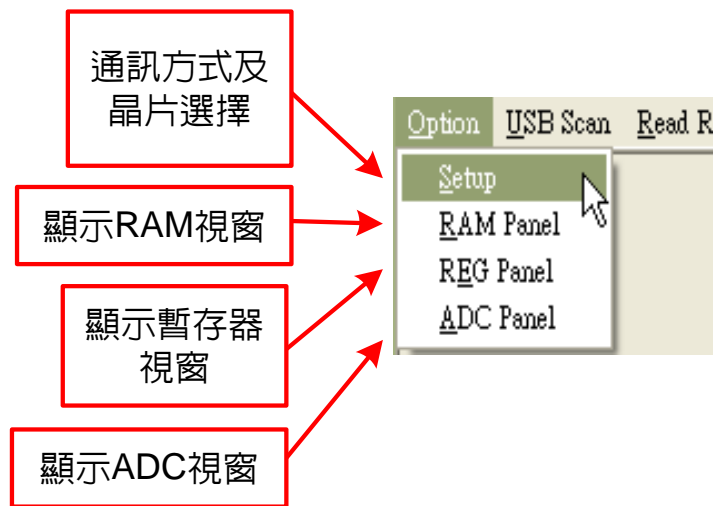 通訊方式及
晶片選擇
顯示RAM視窗
顯示暫存器
視窗
顯示ADC視窗
Option USB Scan Read R
Setup
RAM Panel
REG Panel
ADC Panel